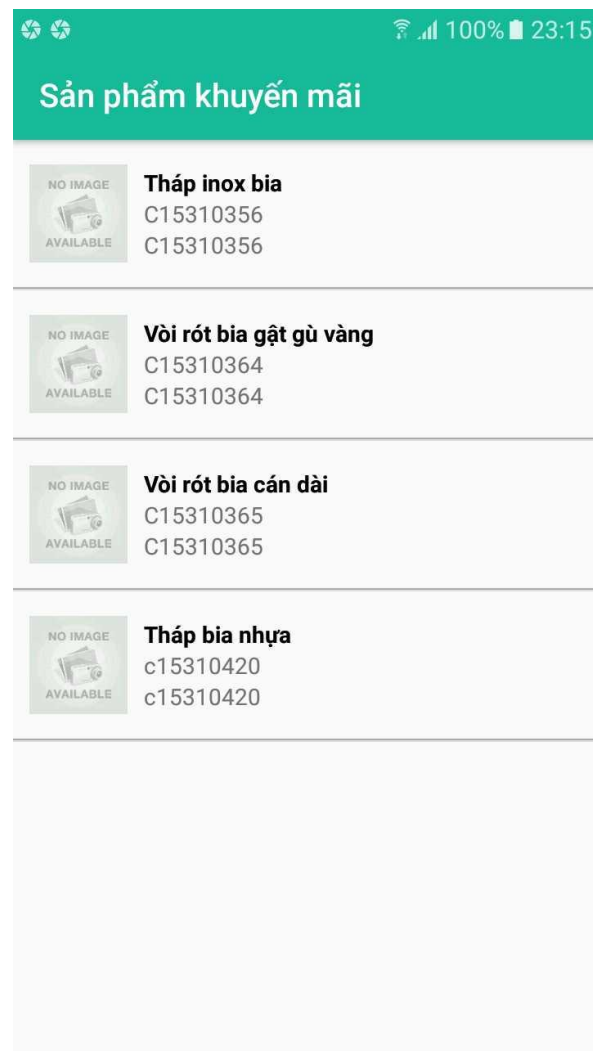 100% 23:15
Sản phẩm khuyến mãi
NO IMAGE
AVAILABLE
Tháp inox bia
C15310356
C15310356
NO IMAGE
AVAILABLE
Vòi rót bia gật gù vàng
C15310364
C15310364
NO IMAGE
AVAILABLE
Vòi rót bia cán dài
C15310365
C15310365
NO IMAGE
AVAILABLE
Tháp bia nhựa
c15310420
c15310420